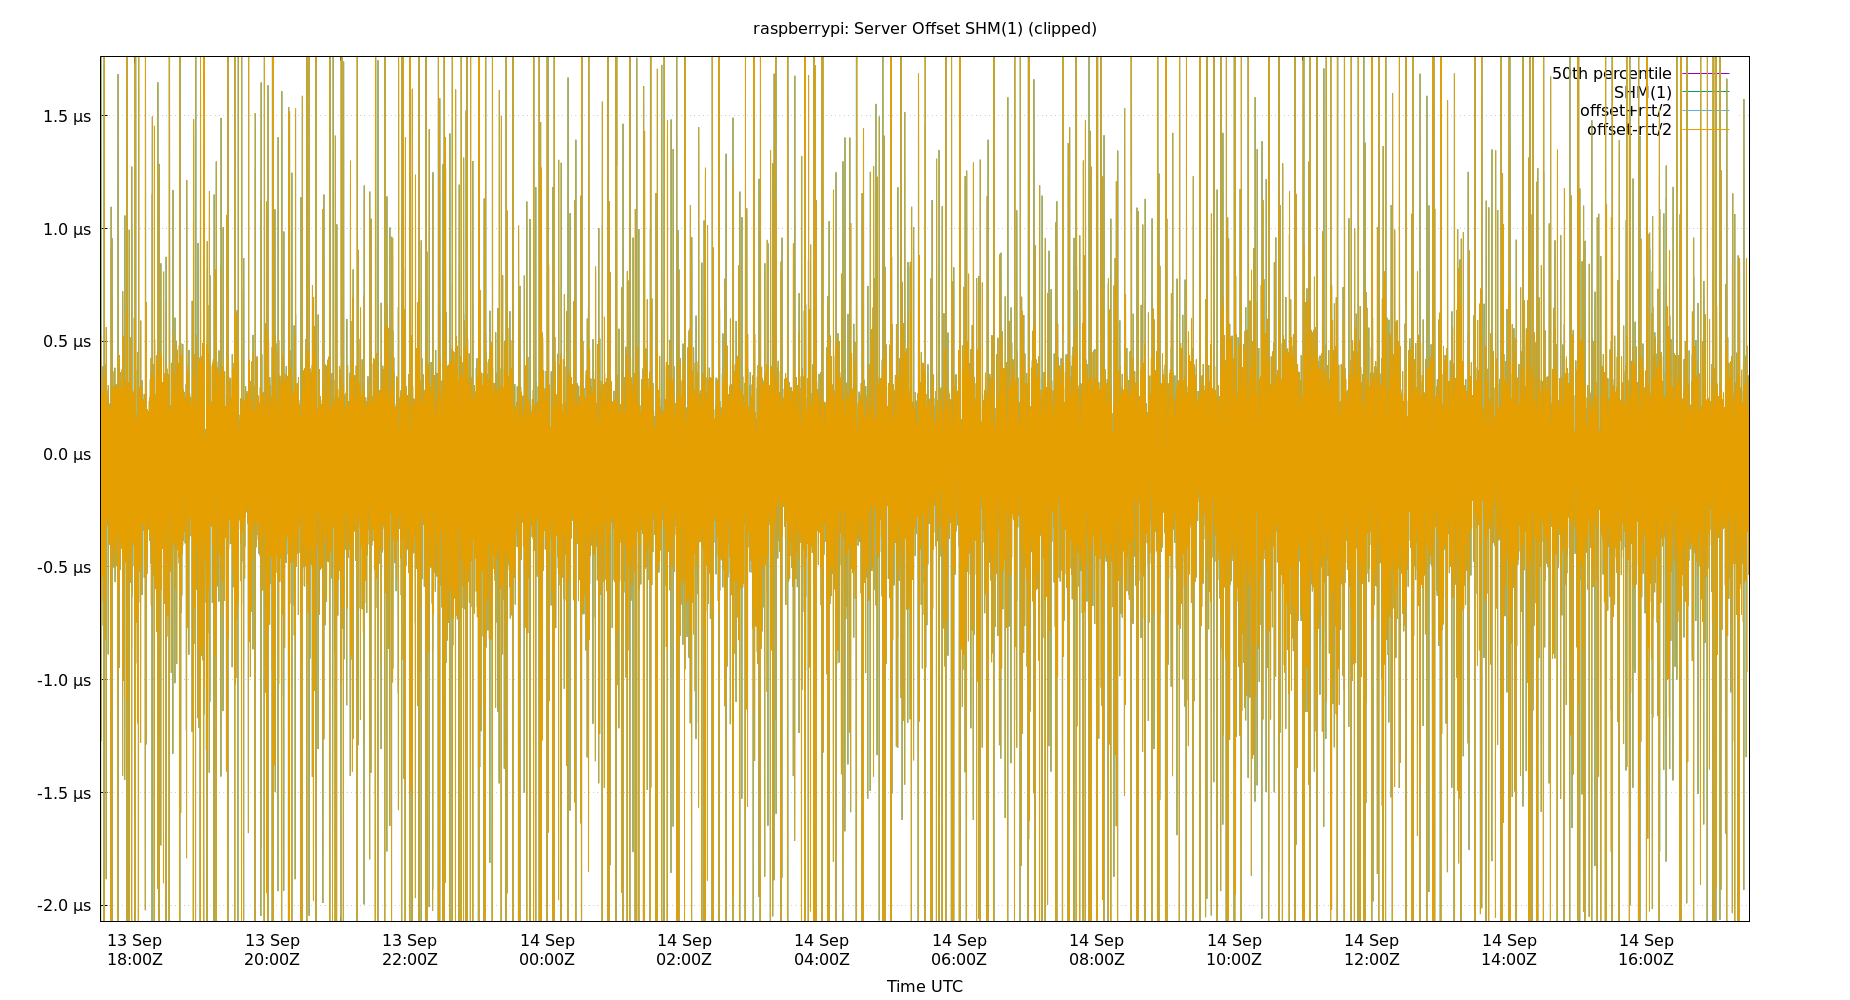 raspberrypi: Server Offset SHM(1) (clipped)
50th percentile
SHM(1)
offset+rtt/2
offset-rtt/2
1.5 µs
1.0 µs
0.5 µs
0.0 µs
-0.5 µs
-1.0 µs
-1.5 µs
-2.0 µs
13 Sep 13 Sep 13 Sep 14 Sep 14 Sep 14 Sep 14 Sep 14 Sep 14 Sep 14 Sep 14 Sep 14 Sep
18:00Z 20:00Z 22:00Z 00:00Z 02:00Z 04:00Z 06:00Z 08:00Z 10:00Z 12:00Z 14:00Z 16:00Z
Time UTC